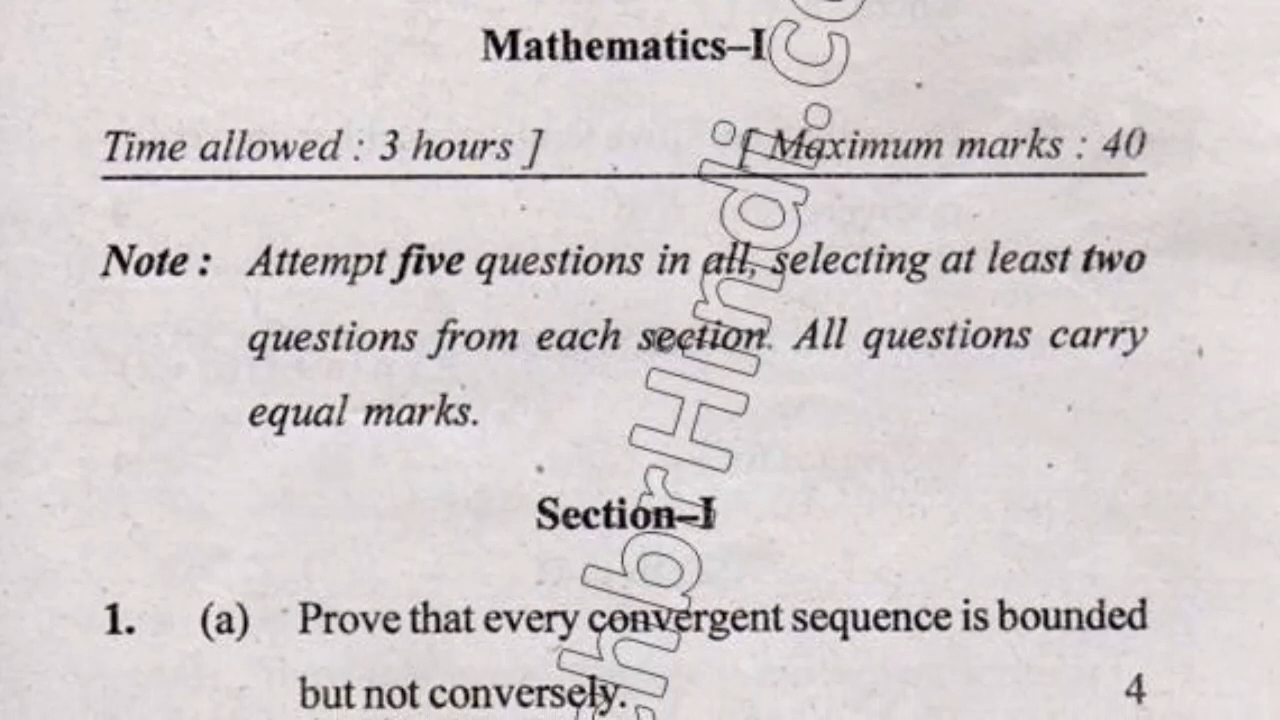 Mathematics–I
Time allowed : 3 hours ] [ Maximum marks : 40
Note : Attempt five questions in all, selecting at least two
questions from each section. All questions carry
equal marks.
Section–I
1. (a) Prove that every convergent sequence is bounded
but not conversely. 4
hbrHindi.co